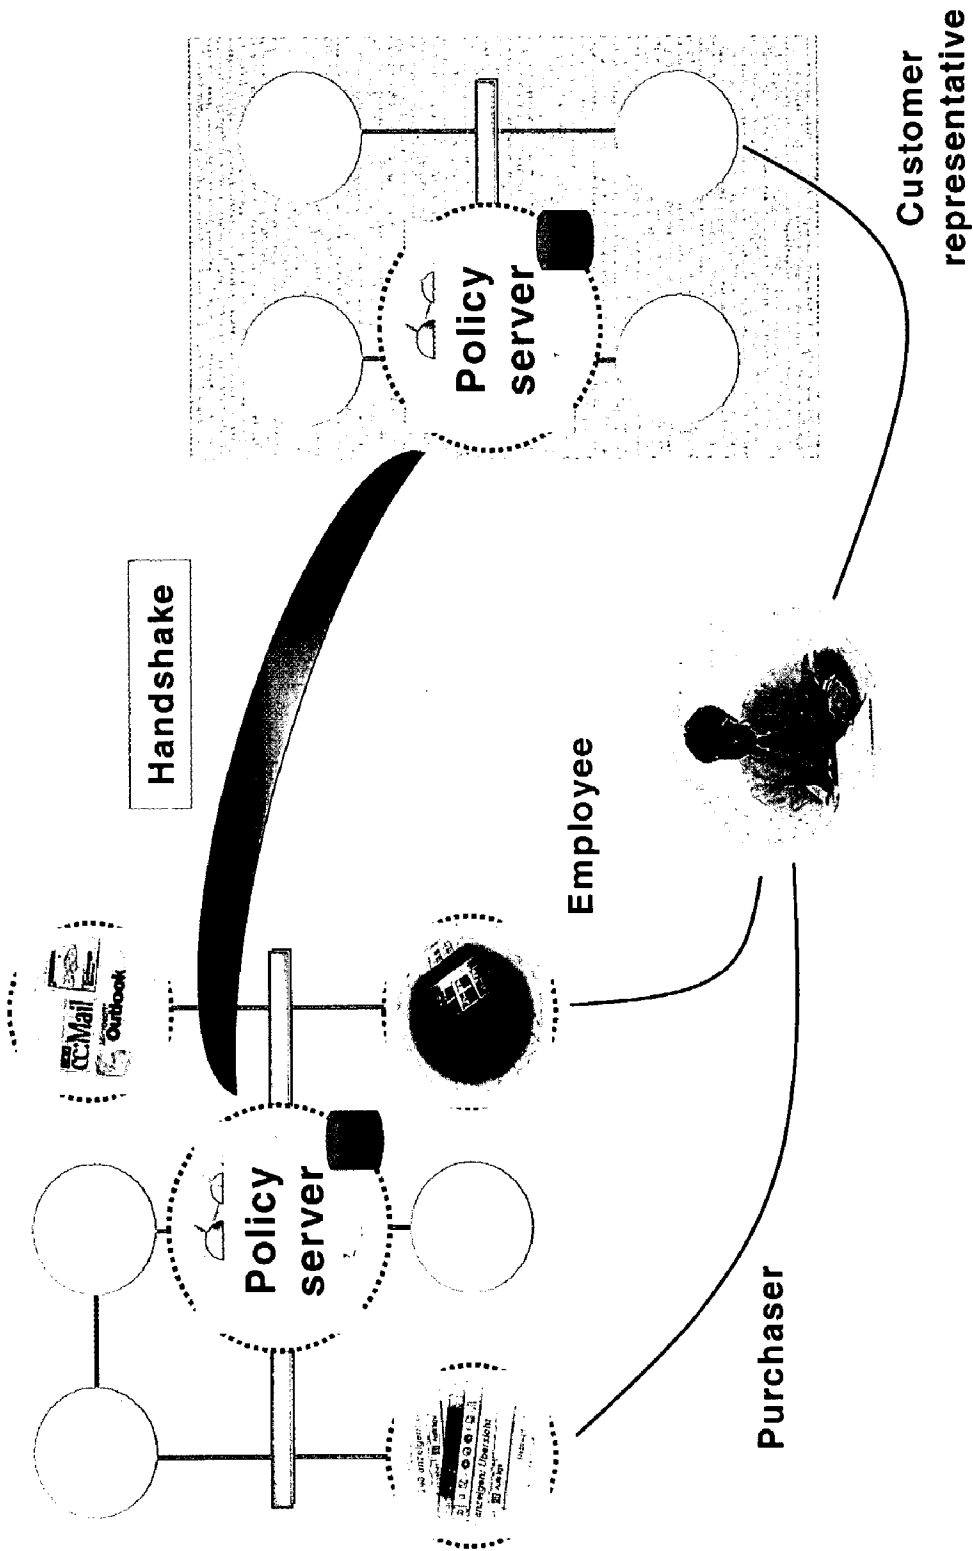 Handshake
CC:Mail
Outlook
Policy
server
Policy
server
Employee
Purchaser
Customer
representative